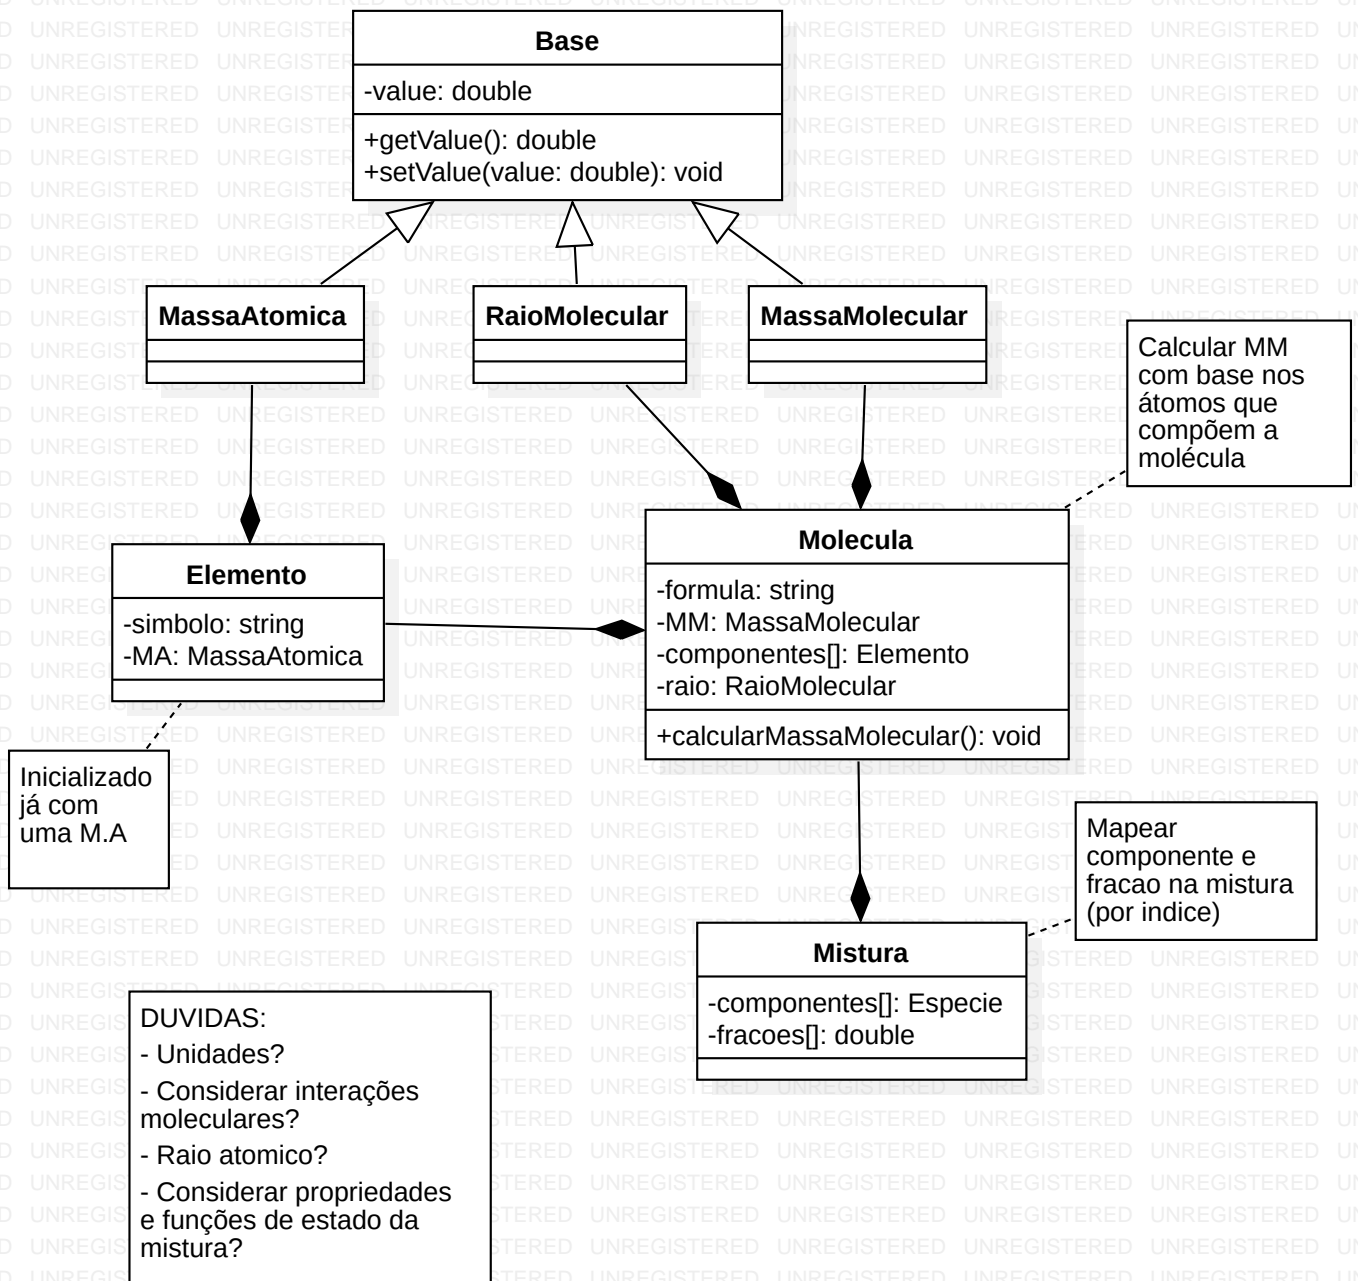 Base
-value: double
+getValue(): double
+setValue(value: double): void
MassaAtomica
RaioMolecular
MassaMolecular
Calcular MM
com base nos
átomos que
compõem a
molécula
Elemento
-simbolo: string
-MA: MassaAtomica
Molecula
-formula: string
-MM: MassaMolecular
-componentes[]: Elemento
-raio: RaioMolecular
+calcularMassaMolecular(): void
Inicializado
já com
uma M.A
Mapear
componente e
fracao na mistura
(por indice)
Mistura
-componentes[]: Especie
-fracoes[]: double
DUVIDAS:
- Unidades?
- Considerar interações
moleculares?
- Raio atomico?
- Considerar propriedades
e funções de estado da
mistura?
UNREGISTERED